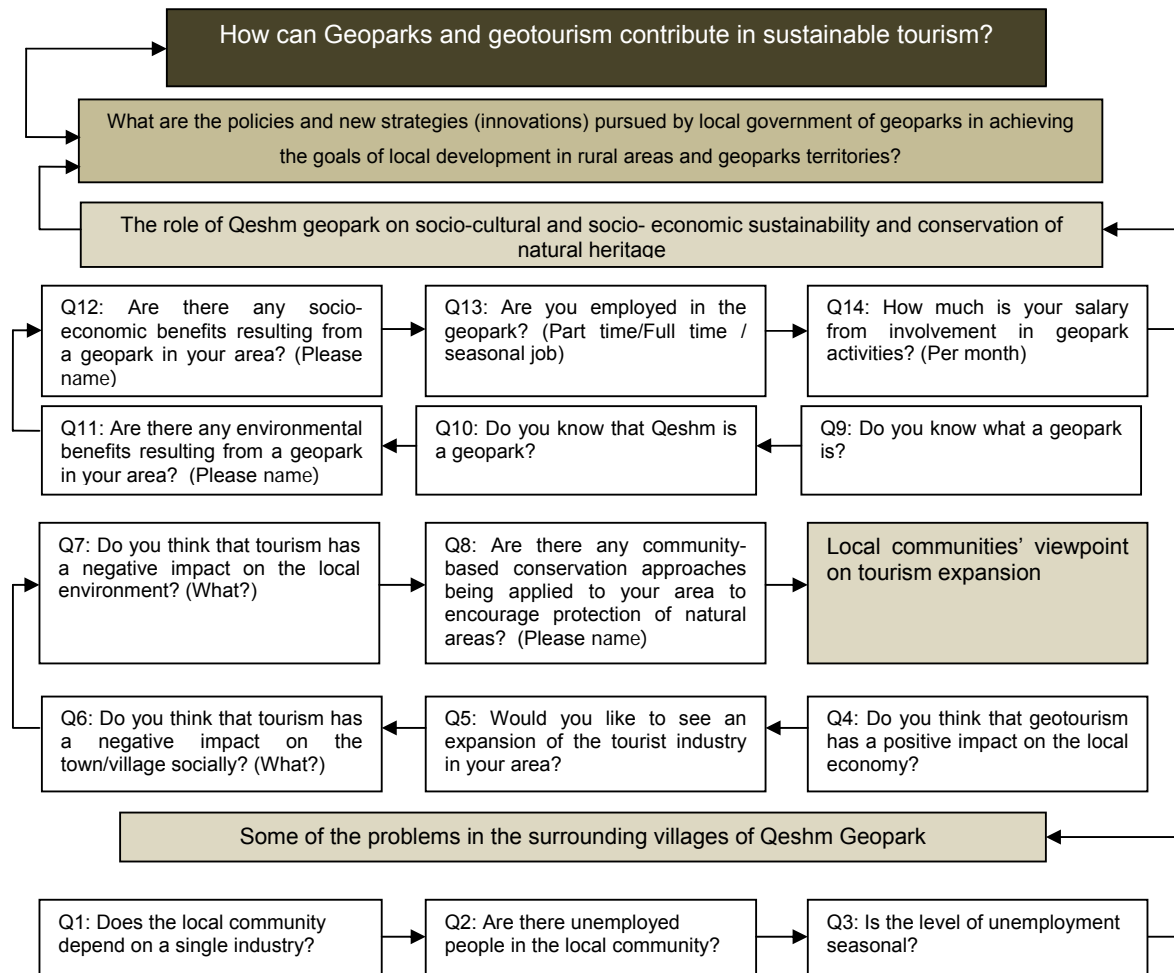 How can Geoparks and geotourism contribute in sustainable tourism?
What are the policies and new strategies (innovations) pursued by local government of geoparks in achieving
the goals of local development in rural areas and geoparks territories?
The role of Qeshm geopark on socio-cultural and socio- economic sustainability and conservation of
natural heritage
Q12: Are there any socio-
economic benefits resulting from
a geopark in your area? (Please
name)
Q13: Are you employed in the
geopark? (Part time/Full time /
seasonal job)
Q14: How much is your salary
from involvement in geopark
activities? (Per month)
Q11: Are there any environmental
benefits resulting from a geopark
in your area? (Please name)
Q10: Do you know that Qeshm is
a geopark?
Q9: Do you know what a geopark
is?
Q7: Do you think that tourism has
a negative impact on the local
environment? (What?)
Q8: Are there any community-
based conservation approaches
being applied to your area to
encourage protection of natural
areas? (Please name)
Local communities' viewpoint
on tourism expansion
Q6: Do you think that tourism has
a negative impact on the
town/village socially? (What?)
Q5: Would you like to see an
expansion of the tourist industry
in your area?
Q4: Do you think that geotourism
has a positive impact on the local
economy?
Some of the problems in the surrounding villages of Qeshm Geopark
Q1: Does the local community
depend on a single industry?
Q2: Are there unemployed
people in the local community?
Q3: Is the level of unemployment
seasonal?